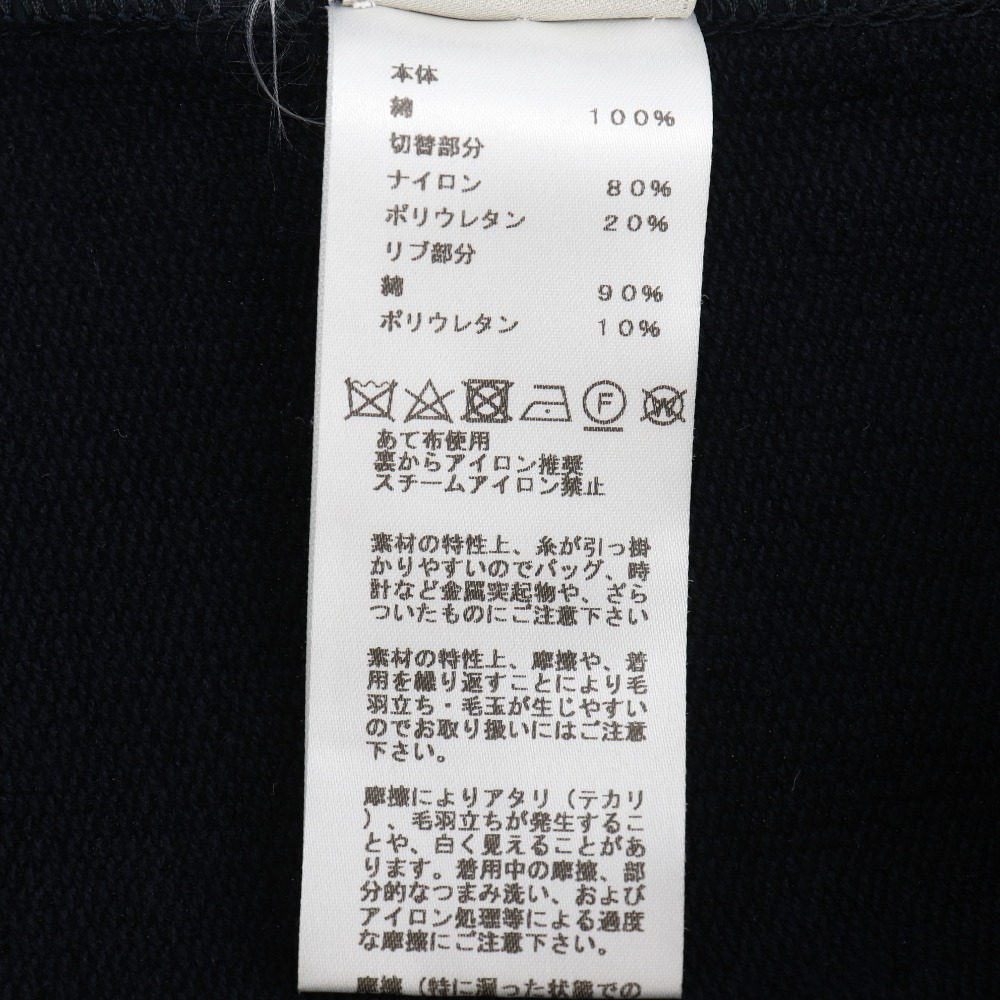 本体
綿 100%
切替部分
ナイロン 80%
ポリウレタン 20%
リブ部分
綿 90%
ポリウレタン 10%
F W
あて布使用
裏からアイロン推奨
スチームアイロン禁止
素材の特性上、糸が引っ掛
かりやすいのでバッグ、時
計など金属突起物や、ざら
ついたものにご注意下さい
素材の特性上、摩擦や、着
用を繰り返すことにより毛
羽立ち・毛玉が生じやすい
のでお取り扱いにはご注意
下さい。
摩擦によりアタリ（テカリ
）、毛羽立ちが発生するこ
とや、白く見えることがあ
ります。着用中の摩擦、部
分的なつまみ洗い、および
アイロン処理等による過度
な摩擦にご注意下さい。
摩擦（特に湿った状態での